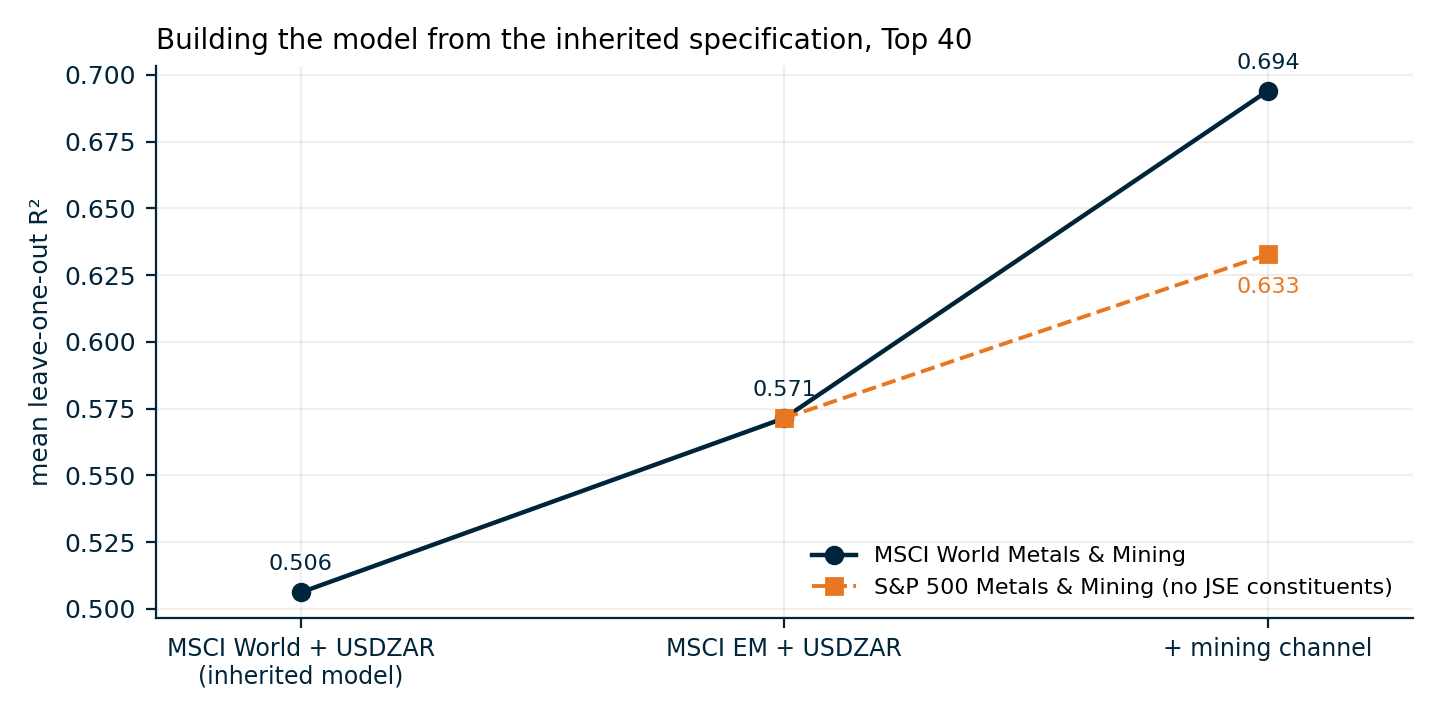 Building the model from the inherited specification, Top 40
mean leave-one-out R²
0.700
0.675
0.650
0.625
0.600
0.575
0.550
0.525
0.500
0.506
0.571
0.694
0.633
MSCI World Metals & Mining
S&P 500 Metals & Mining (no JSE constituents)
MSCI World + USDZAR
(inherited model)
MSCI EM + USDZAR
+ mining channel